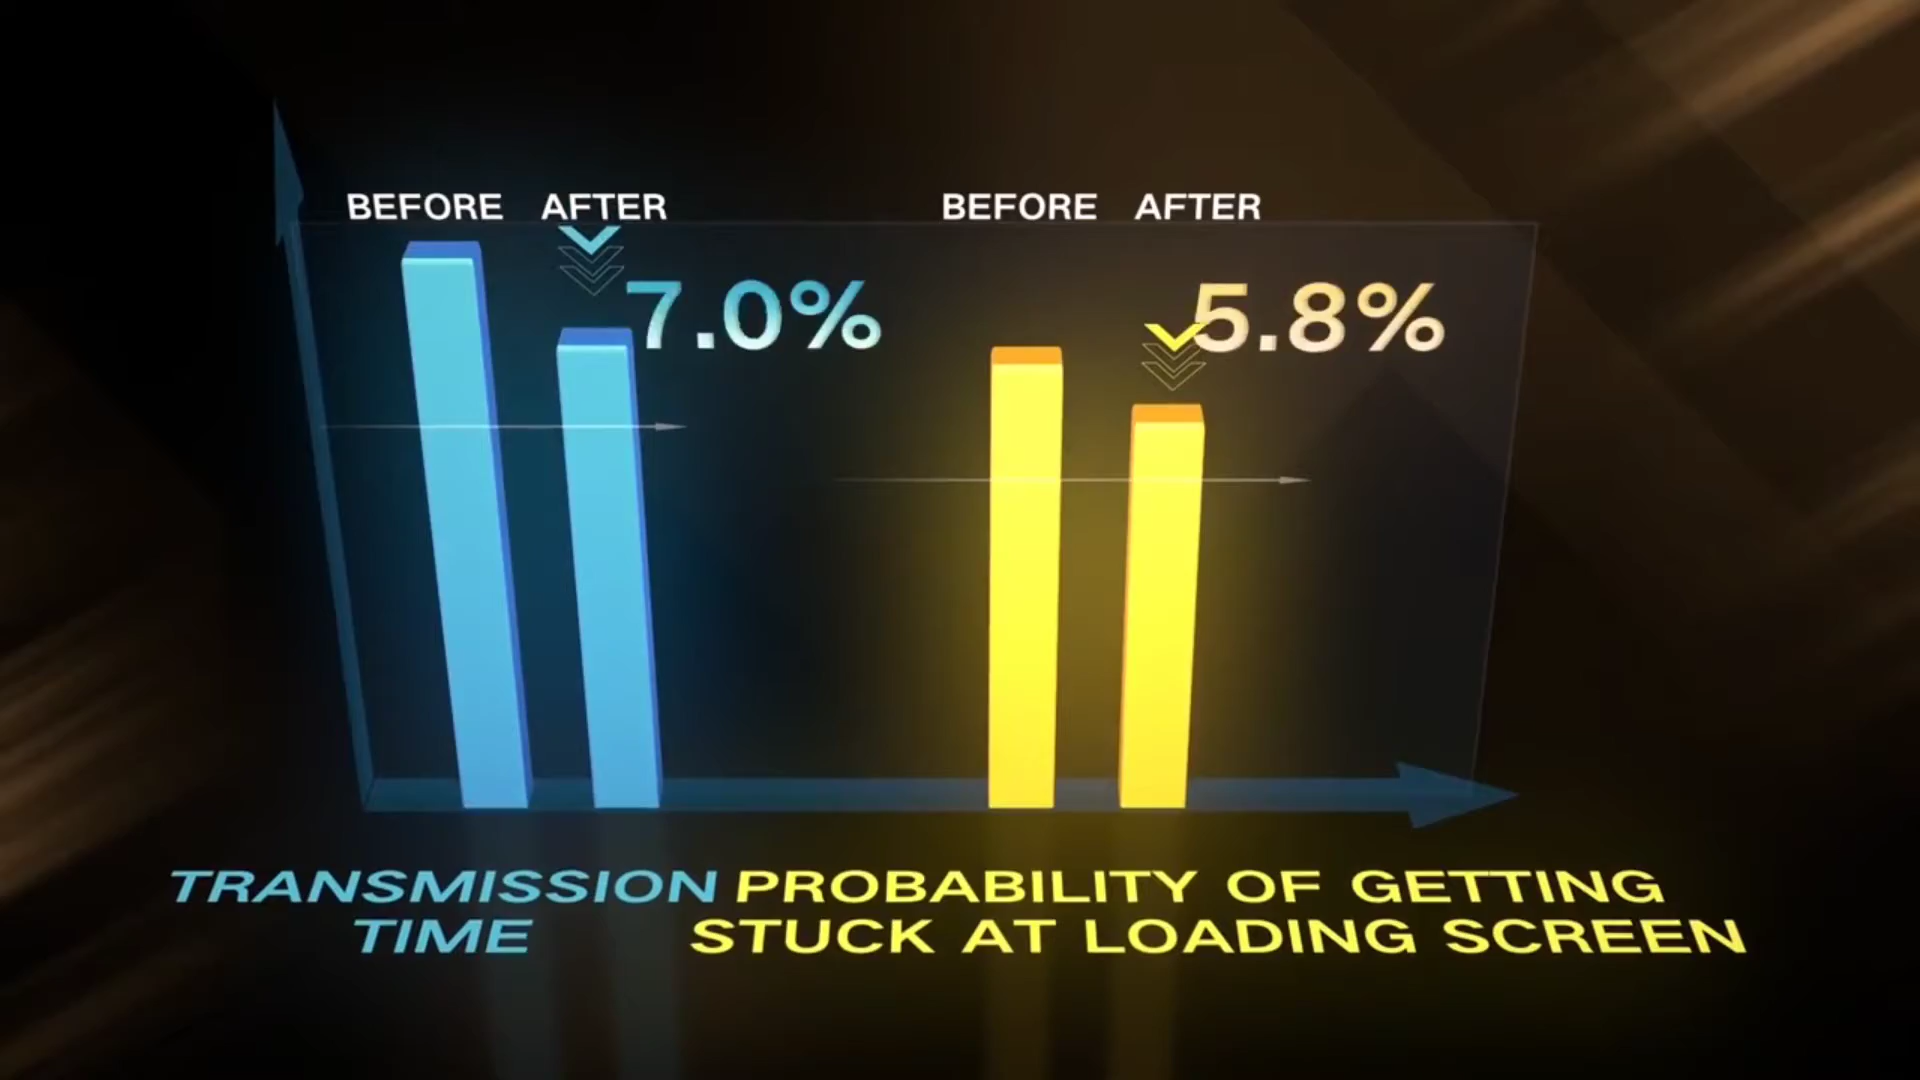 BEFORE AFTER
7.0%
BEFORE AFTER
5.8%
TRANSMISSION
TIME
PROBABILITY OF GETTING
STUCK AT LOADING SCREEN